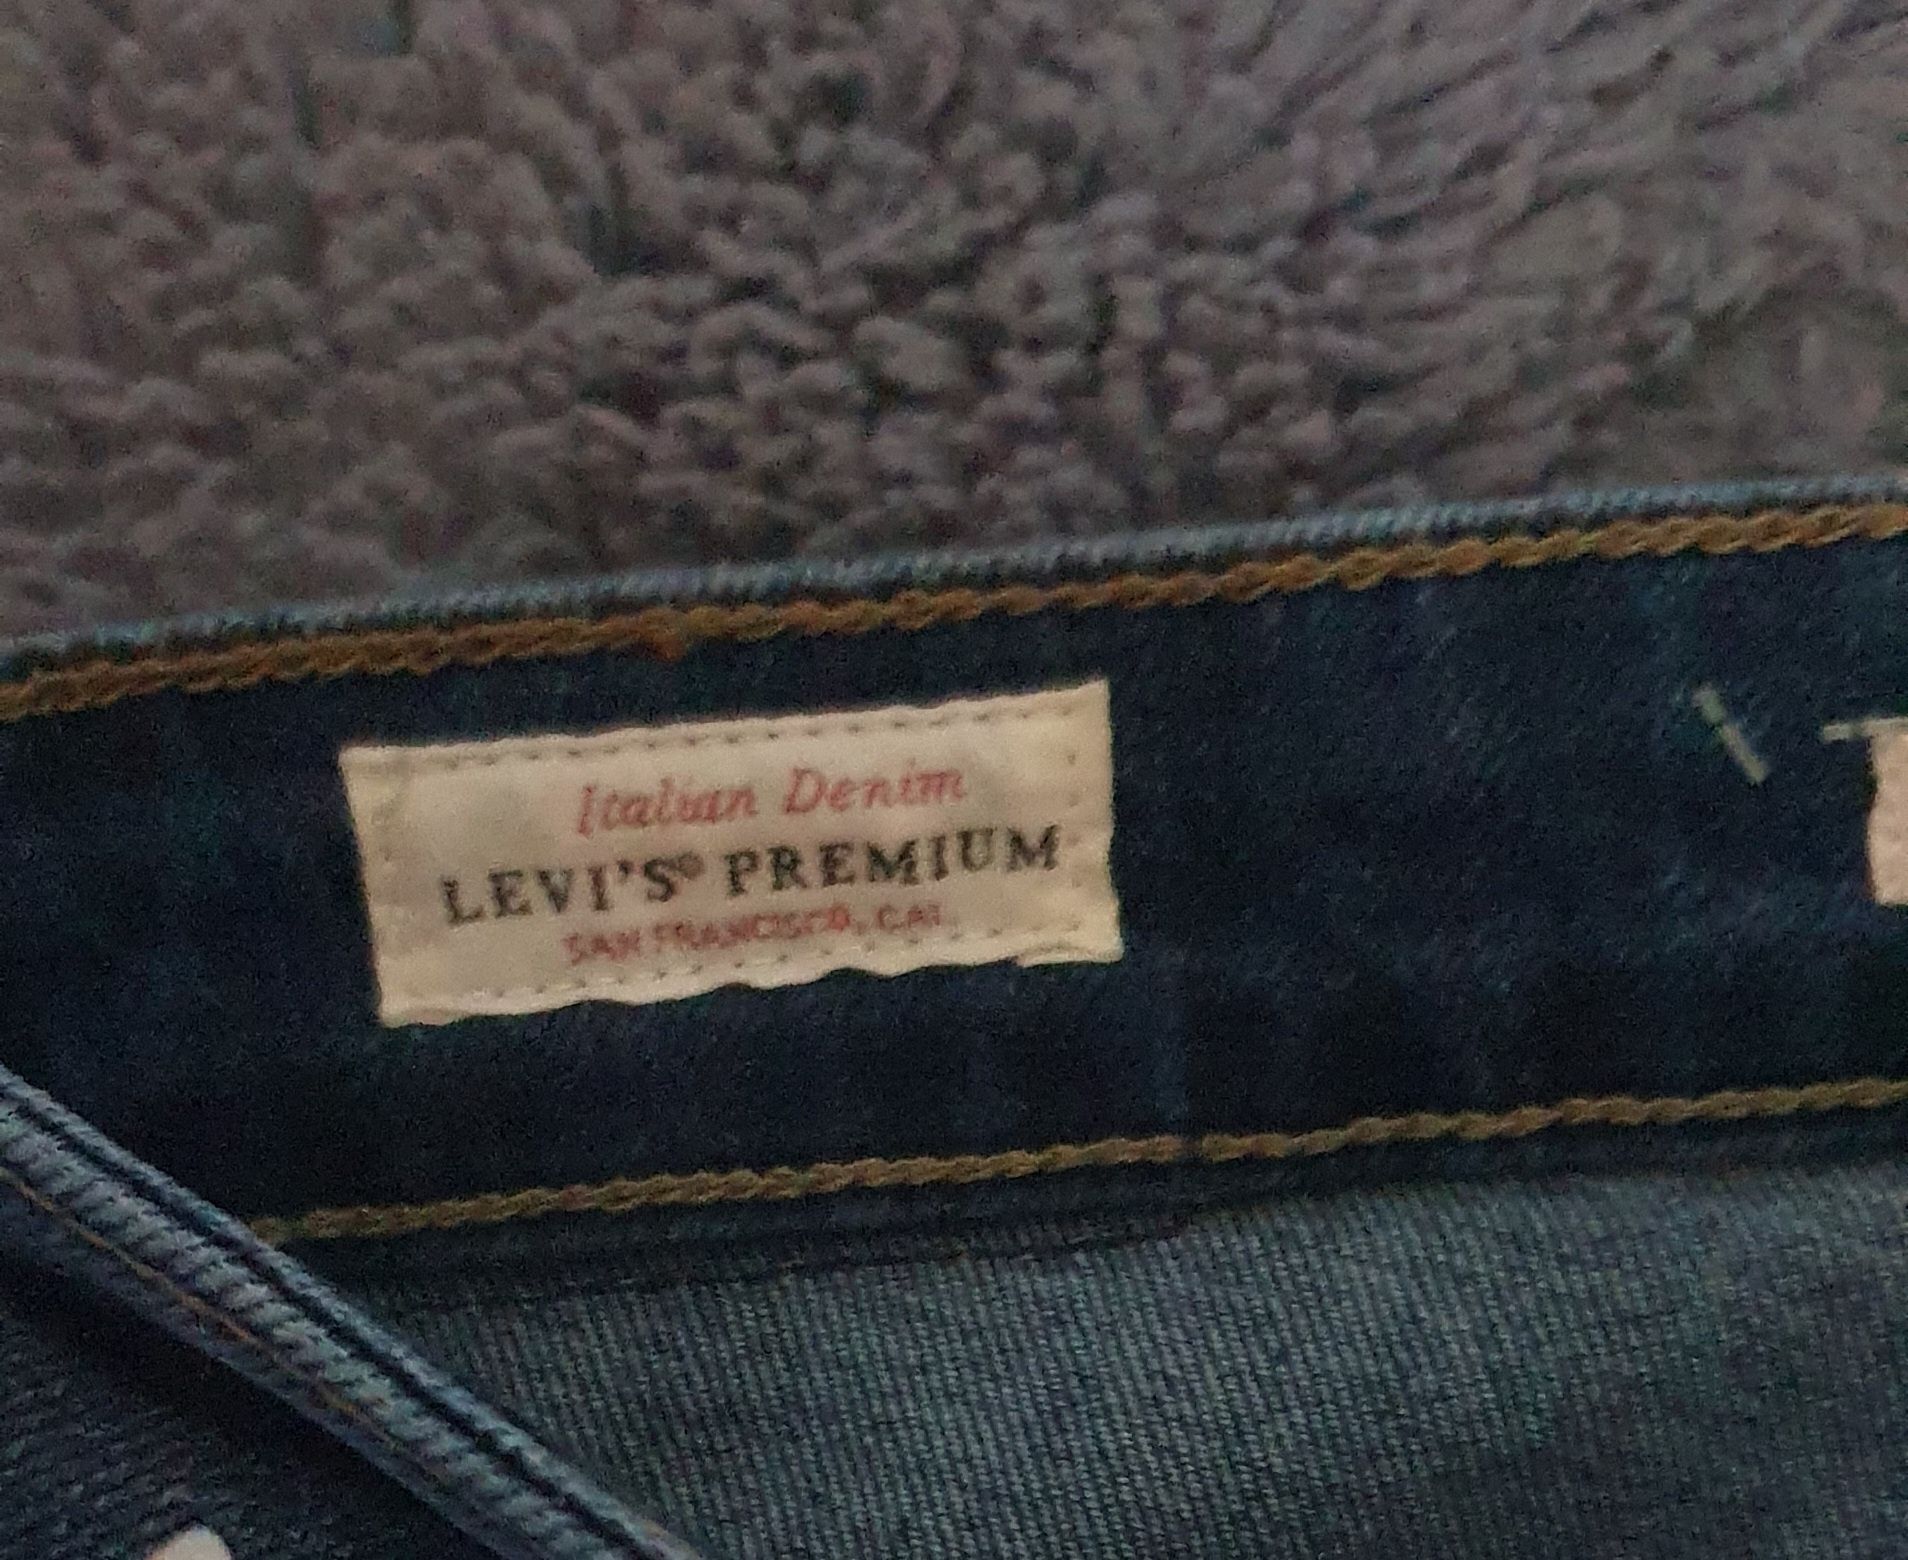 Italian Denim
LEVI'S® PREMIUM
SAN FRANCISCO, CAL